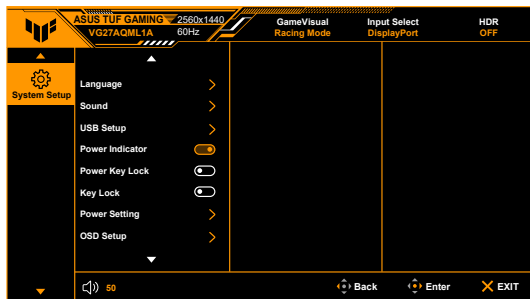 ASUS TUF GAMING 2560x1440 GameVisual Input Select HDR
VG27AQML1A 60Hz Racing Mode DisplayPort OFF
System Setup
Language
Sound
USB Setup
Power Indicator
Power Key Lock
Key Lock
Power Setting
OSD Setup
50 Back Enter EXIT